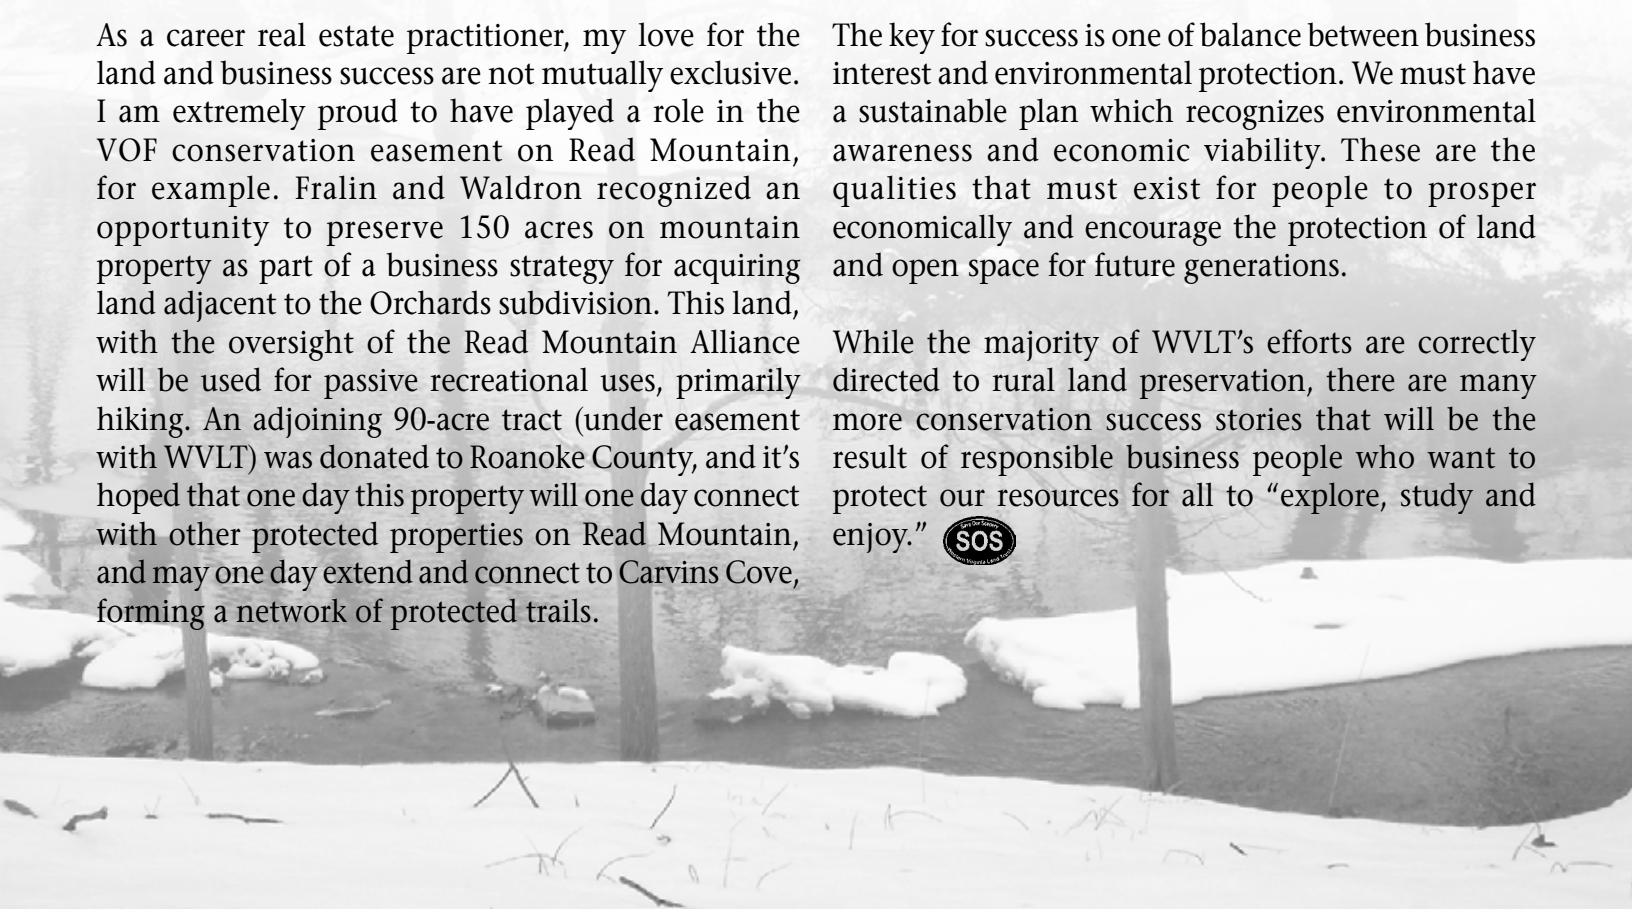 As a career real estate practitioner, my love for the
land and business success are not mutually exclusive.
I am extremely proud to have played a role in the
VOF conservation easement on Read Mountain,
for example. Fralin and Waldron recognized an
opportunity to preserve 150 acres on mountain
property as part of a business strategy for acquiring
land adjacent to the Orchards subdivision. This land,
with the oversight of the Read Mountain Alliance
will be used for passive recreational uses, primarily
hiking. An adjoining 90-acre tract (under easement
with WVLT) was donated to Roanoke County, and it’s
hoped that one day this property will one day connect
with other protected properties on Read Mountain,
and may one day extend and connect to Carvins Cove,
forming a network of protected trails.
The key for success is one of balance between business
interest and environmental protection. We must have
a sustainable plan which recognizes environmental
awareness and economic viability. These are the
qualities that must exist for people to prosper
economically and encourage the protection of land
and open space for future generations.
While the majority of WVLT’s efforts are correctly
directed to rural land preservation, there are many
more conservation success stories that will be the
result of responsible business people who want to
protect our resources for all to “explore, study and
enjoy.”
Save Our Scenery
SOS
Western Virginia Land Trust